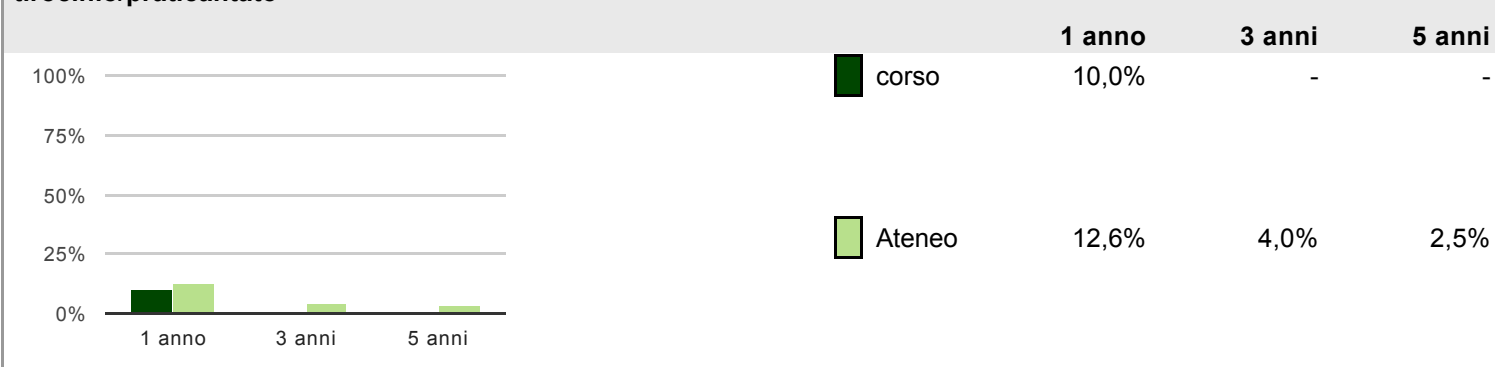 1 anno 3 anni 5 anni
100%
75%
50%
25%
0%
1 anno 3 anni 5 anni
corso 10,0% - -
Ateneo 12,6% 4,0% 2,5%